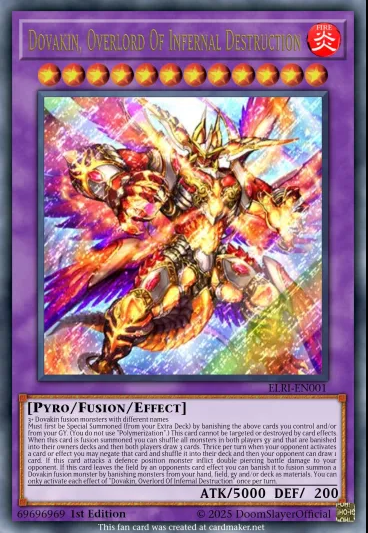 Dovakin, Overlord Of Infernal Destruction
FIRE
炎
ELRI-EN001
[Pyro/Fusion/Effect]
3+ Dovakin fusion monsters with different names
Must first be Special Summoned (from your Extra Deck) by banishing the above cards you control and/or
from your GY. (You do not use "Polymerization".) This card cannot be targeted or destroyed by card effects
When this card is fusion summoned you can shuffle all monsters in both players gy and that are banished
into their owners decks and then both players draw 3 cards. Thrice per turn when your opponent activates
a card or effect you may negate that card and shuffle it into their deck and your opponent can draw 1
card. If this card attacks a defence position monster inflict double piercing battle damage to your
opponent. If this card leaves the field by an opponents card effect you can banish it to fusion summon a
Dovakin fusion monster by banishing monsters from your hand, field, gy and/or deck as materials. You can
only activate each effect of "Dovakin, Overlord Of Infernal Destruction" once per turn.
ATK/5000 DEF/ 200
69696969 1st Edition
© 2025 DoomSlayerOfficial
This fan card was created at cardmaker.net